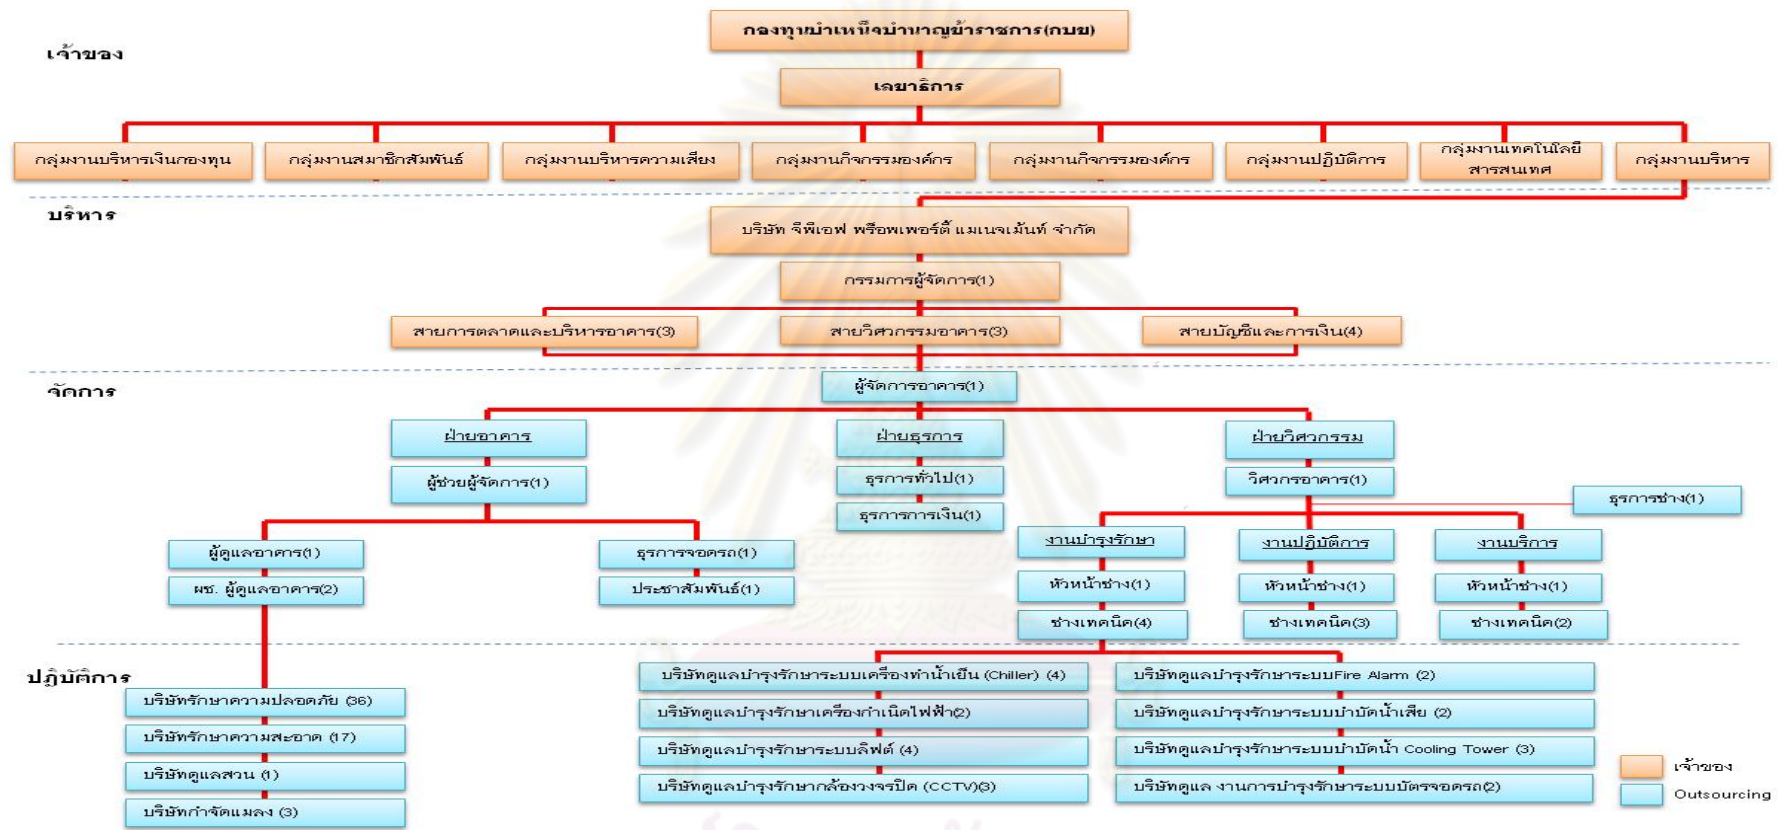 กองทุนบำเหน็จบำนาญข้าราชการ(กบข)
เจ้าของ
เลขาธิการ
กลุ่มงานบริหารเงินกองทุน
กลุ่มงานสมาชิกสัมพันธ์
กลุ่มงานบริหารความเสี่ยง
กลุ่มงานกิจกรรมองค์กร
กลุ่มงานกิจกรรมองค์กร
กลุ่มงานปฏิบัติการ
กลุ่มงานเทคโนโลยี
สารสนเทศ
กลุ่มงานบริหาร
บริหาร
บริษัท จีพีเอฟ พร็อพเพอร์ตี้ แมเนจเม้นท์ จำกัด
กรรมการผู้จัดการ(1)
สายการตลาดและบริหารอาคาร(3)
สายวิศวกรรมอาคาร(3)
สายบัญชีและการเงิน(4)
จัดการ
ผู้จัดการอาคาร(1)
ฝ่ายอาคาร
ฝ่ายธุรการ
ฝ่ายวิศวกรรม
ผู้ช่วยผู้จัดการ(1)
ธุรการทั่วไป(1)
วิศวกรอาคาร(1)
ธุรการช่าง(1)
ธุรการการเงิน(1)
ผู้ดูแลอาคาร(1)
ธุรการจอดรถ(1)
งานบำรุงรักษา
งานปฏิบัติการ
งานบริการ
ผช. ผู้ดูแลอาคาร(2)
ประชาสัมพันธ์(1)
หัวหน้าช่าง(1)
หัวหน้าช่าง(1)
หัวหน้าช่าง(1)
ช่างเทคนิค(4)
ช่างเทคนิค(3)
ช่างเทคนิค(2)
ปฏิบัติการ
บริษัทรักษาความปลอดภัย (36)
บริษัทรักษาความสะอาด (17)
บริษัทดูแลสวน (1)
บริษัทกำจัดแมลง (3)
บริษัทดูแลบำรุงรักษาระบบเครื่องทำน้ำเย็น (Chiller) (4)
บริษัทดูแลบำรุงรักษาเครื่องกำเนิดไฟฟ้า(2)
บริษัทดูแลบำรุงรักษาระบบลิฟต์ (4)
บริษัทดูแลบำรุงรักษากล้องวงจรปิด (CCTV)(3)
บริษัทดูแลบำรุงรักษาระบบFire Alarm (2)
บริษัทดูแลบำรุงรักษาระบบบำบัดน้ำเสีย (2)
บริษัทดูแลบำรุงรักษาระบบบำบัดน้ำ Cooling Tower (3)
บริษัทดูแล งานการบำรุงรักษาระบบบัตรจอดรถ(2)
เจ้าของ
Outsourcing